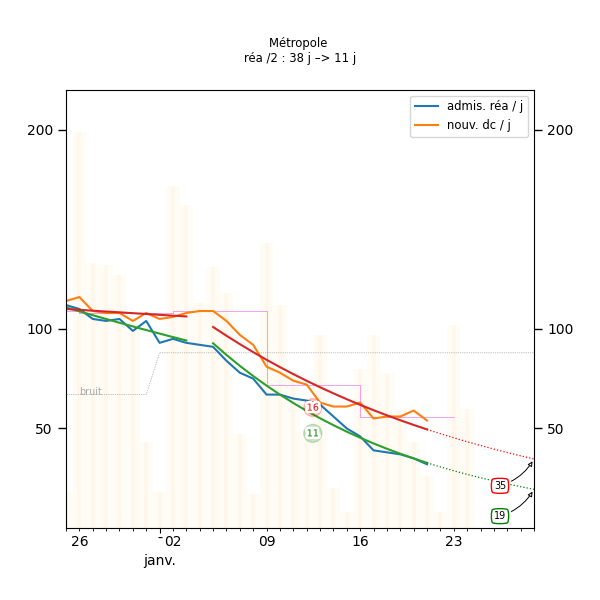 Métropole
réa /2 : 38 j –> 11 j
admis. réa / j
nouv. dc / j
200
200
100
100
50
50
bruit
16
11
35
19
26
02
09
16
23
janv.